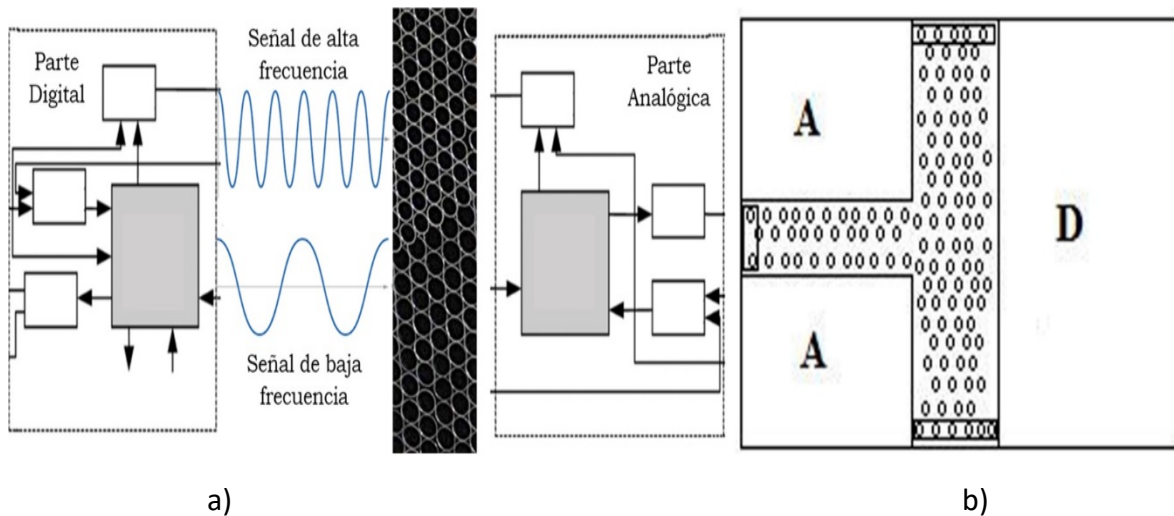 Parte
Digital
Señal de alta
frecuencia
Señal de baja
frecuencia
Parte
Analógica
A
A
D
a)
b)